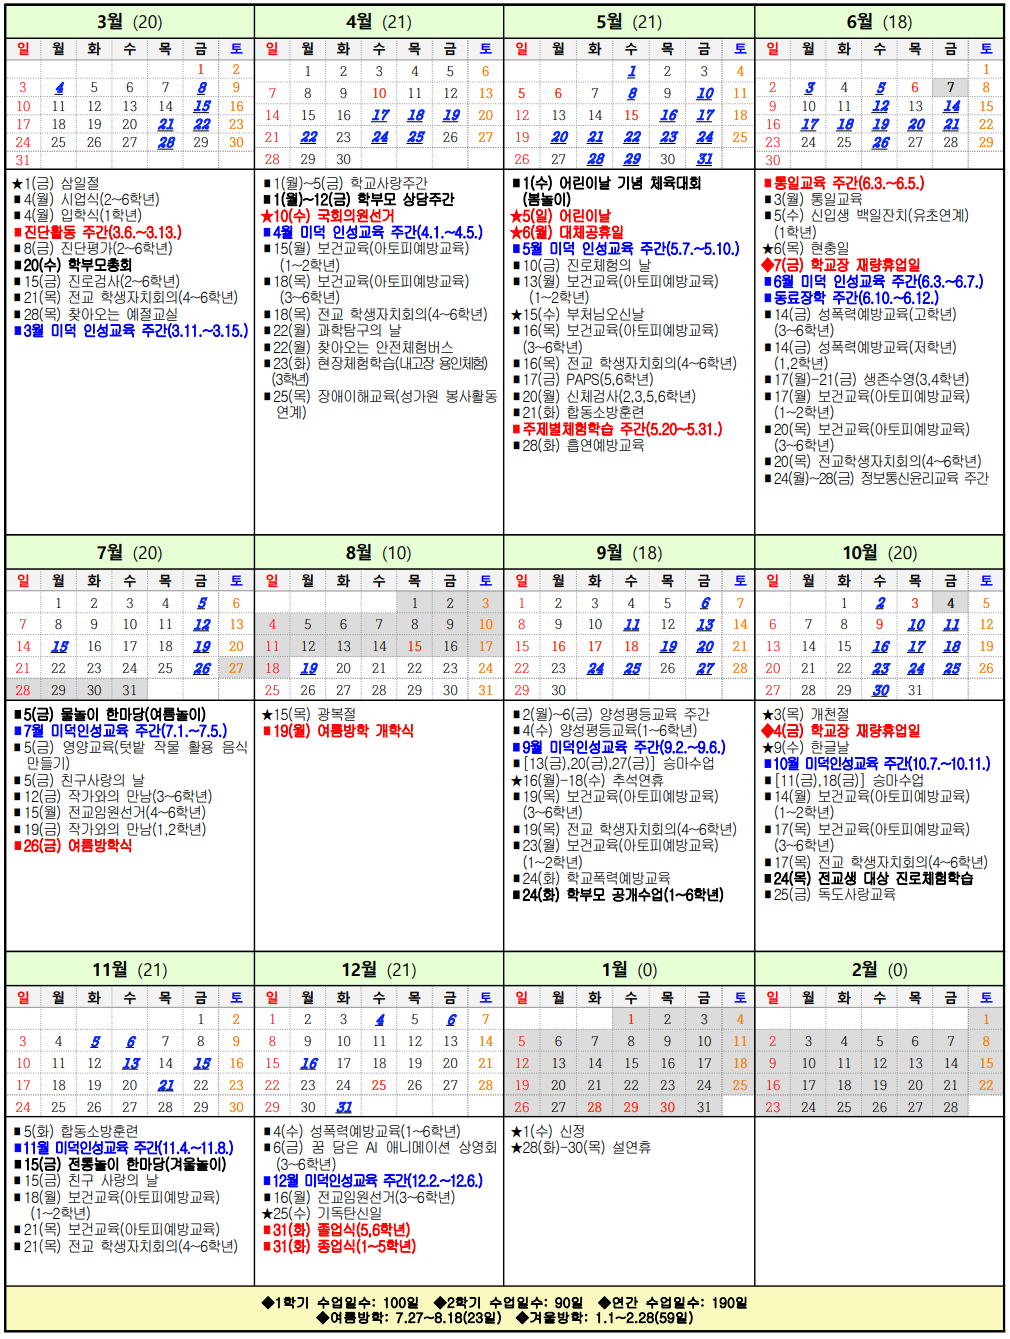 3월 (20) 4월 (21) 5월 (21) 6월 (18)
일 월 화 수 목 금 토 일 월 화 수 목 금 토 일 월 화 수 목 금 토 일 월 화 수 목 금 토
1 2
3 4 5 6 7 8 9
10 11 12 13 14 15 16
17 18 19 20 21 22 23
24 25 26 27 28 29 30
31
1 2 3 4 5 6
7 8 9 10 11 12 13
14 15 16 17 18 19 20
21 22 23 24 25 26 27
28 29 30
1 2 3 4
5 6 7 8 9 10 11
12 13 14 15 16 17 18
19 20 21 22 23 24 25
26 27 28 29 30 31
1
2 3 4 5 6 7 8
9 10 11 12 13 14 15
16 17 18 19 20 21 22
23 24 25 26 27 28 29
30
★1(금) 삼일절
■4(월) 시업식(2~6학년)
■4(월) 입학식(1학년)
■진단활동 주간(3.6.~3.13.)
■8(금) 진단평가(2~6학년)
■20(수) 학부모총회
■15(금) 진로검사(2~6학년)
■21(목) 전교 학생자치회의(4~6학년)
■28(목) 찾아오는 예절교실
■3월 미덕 인성교육 주간(3.11.~3.15.)
■1(월)~5(금) 학교사랑주간
■1(월)~12(금) 학부모 상담주간
★10(수) 국회의원선거
■4월 미덕 인성교육 주간(4.1.~4.5.)
■15(월) 보건교육(아토피예방교육)
(1~2학년)
■18(목) 보건교육(아토피예방교육)
(3~6학년)
■18(목) 전교 학생자치회의(4~6학년)
■22(월) 과학탐구의 날
■22(월) 찾아오는 안전체험버스
■23(화) 현장체험학습(내고장 용인체험)
(3학년)
■25(목) 장애이해교육(성가원 봉사활동
연계)
■1(수) 어린이날 기념 체육대회
(봄놀이)
★5(일) 어린이날
★6(월) 대체공휴일
■5월 미덕 인성교육 주간(5.7.~5.10.)
■10(금) 진로체험의 날
■13(월) 보건교육(아토피예방교육)
(1~2학년)
★15(수) 부처님오신날
■16(목) 보건교육(아토피예방교육)
(3~6학년)
■16(목) 전교 학생자치회의(4~6학년)
■17(금) PAPS(5,6학년)
■20(월) 신체검사(2,3,5,6학년)
■21(화) 합동소방훈련
■주제별체험학습 주간(5.20~5.31.)
■28(화) 흡연예방교육
■통일교육 주간(6.3.~6.5.)
■3(월) 통일교육
■5(수) 신입생 백일잔치(유초연계)
(1학년)
★6(목) 현충일
◆7(금) 학교장 재량휴업일
■6월 미덕 인성교육 주간(6.3.~6.7.)
■동료장학 주간(6.10.~6.12.)
■14(금) 성폭력예방교육(고학년)
(3~6학년)
■14(금) 성폭력예방교육(저학년)
(1,2학년)
■17(월)-21(금) 생존수영(3,4학년)
■17(월) 보건교육(아토피예방교육)
(1~2학년)
■20(목) 보건교육(아토피예방교육)
(3~6학년)
■20(목) 전교학생자치회의(4~6학년)
■24(월)~28(금) 정보통신윤리교육 주간
7월 (20) 8월 (10) 9월 (18) 10월 (20)
일 월 화 수 목 금 토 일 월 화 수 목 금 토 일 월 화 수 목 금 토 일 월 화 수 목 금 토
1 2 3 4 5 6
7 8 9 10 11 12 13
14 15 16 17 18 19 20
21 22 23 24 25 26 27
28 29 30 31
1 2 3
4 5 6 7 8 9 10
11 12 13 14 15 16 17
18 19 20 21 22 23 24
25 26 27 28 29 30 31
1 2 3 4 5 6 7
8 9 10 11 12 13 14
15 16 17 18 19 20 21
22 23 24 25 26 27 28
29 30
1 2 3 4 5
6 7 8 9 10 11 12
13 14 15 16 17 18 19
20 21 22 23 24 25 26
27 28 29 30 31
■5(금) 물놀이 한마당(여름놀이)
■7월 미덕인성교육 주간(7.1.~7.5.)
■5(금) 영양교육(텃밭 작물 활용 음식
만들기)
■5(금) 친구사랑의 날
■12(금) 작가와의 만남(3~6학년)
■15(월) 전교임원선거(4~6학년)
■19(금) 작가와의 만남(1,2학년)
■26(금) 여름방학식
★15(목) 광복절
■19(월) 여름방학 개학식
■2(월)~6(금) 양성평등교육 주간
■4(수) 양성평등교육(1~6학년)
■9월 미덕인성교육 주간(9.2.~9.6.)
■[13(금),20(금),27(금)] 승마수업
★16(월)-18(수) 추석연휴
■19(목) 보건교육(아토피예방교육)
(3~6학년)
■19(목) 전교 학생자치회의(4~6학년)
■23(월) 보건교육(아토피예방교육)
(1~2학년)
■24(화) 학교폭력예방교육
■24(화) 학부모 공개수업(1~6학년)
★3(목) 개천절
◆4(금) 학교장 재량휴업일
★9(수) 한글날
■10월 미덕인성교육 주간(10.7.~10.11.)
■[11(금),18(금)] 승마수업
■14(월) 보건교육(아토피예방교육)
(1~2학년)
■17(목) 보건교육(아토피예방교육)
(3~6학년)
■17(목) 전교 학생자치회의(4~6학년)
■24(목) 전교생 대상 진로체험학습
■25(금) 독도사랑교육
11월 (21) 12월 (21) 1월 (0) 2월 (0)
일 월 화 수 목 금 토 일 월 화 수 목 금 토 일 월 화 수 목 금 토 일 월 화 수 목 금 토
1 2
3 4 5 6 7 8 9
10 11 12 13 14 15 16
17 18 19 20 21 22 23
24 25 26 27 28 29 30
1 2 3 4 5 6 7
8 9 10 11 12 13 14
15 16 17 18 19 20 21
22 23 24 25 26 27 28
29 30 31
1 2 3 4
5 6 7 8 9 10 11
12 13 14 15 16 17 18
19 20 21 22 23 24 25
26 27 28 29 30 31
1
2 3 4 5 6 7 8
9 10 11 12 13 14 15
16 17 18 19 20 21 22
23 24 25 26 27 28
■5(화) 합동소방훈련
■11월 미덕인성교육 주간(11.4.~11.8.)
■15(금) 전통놀이 한마당(겨울놀이)
■15(금) 친구 사랑의 날
■18(월) 보건교육(아토피예방교육)
(1~2학년)
■21(목) 보건교육(아토피예방교육)
■21(목) 전교 학생자치회의(4~6학년)
■4(수) 성폭력예방교육(1~6학년)
■6(금) 꿈 담은 AI 애니메이션 상영회
(3~6학년)
■12월 미덕인성교육 주간(12.2.~12.6.)
■16(월) 전교임원선거(3~6학년)
★25(수) 기독탄신일
■31(화) 졸업식(5,6학년)
■31(화) 종업식(1~5학년)
★1(수) 신정
★28(화)-30(목) 설연휴
◆1학기 수업일수: 100일 ◆2학기 수업일수: 90일 ◆연간 수업일수: 190일
◆여름방학: 7.27~8.18(23일) ◆겨울방학: 1.1~2.28(59일)